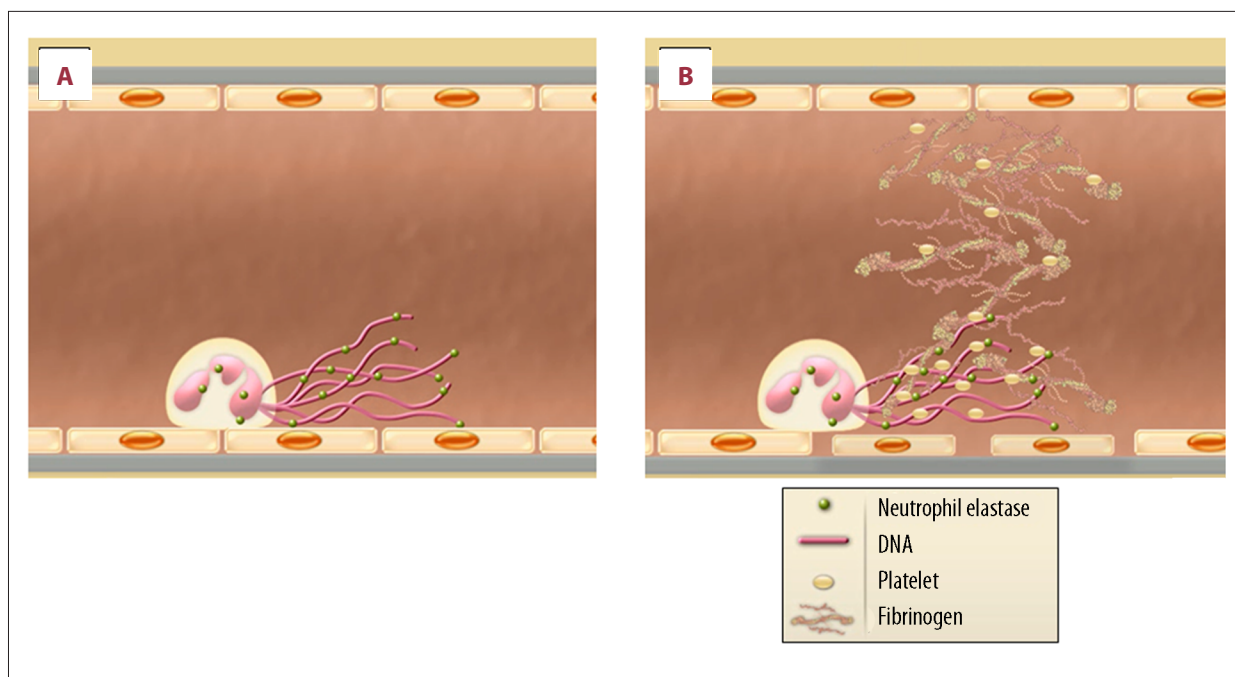 A
B
Neutrophil elastase
DNA
Platelet
Fibrinogen